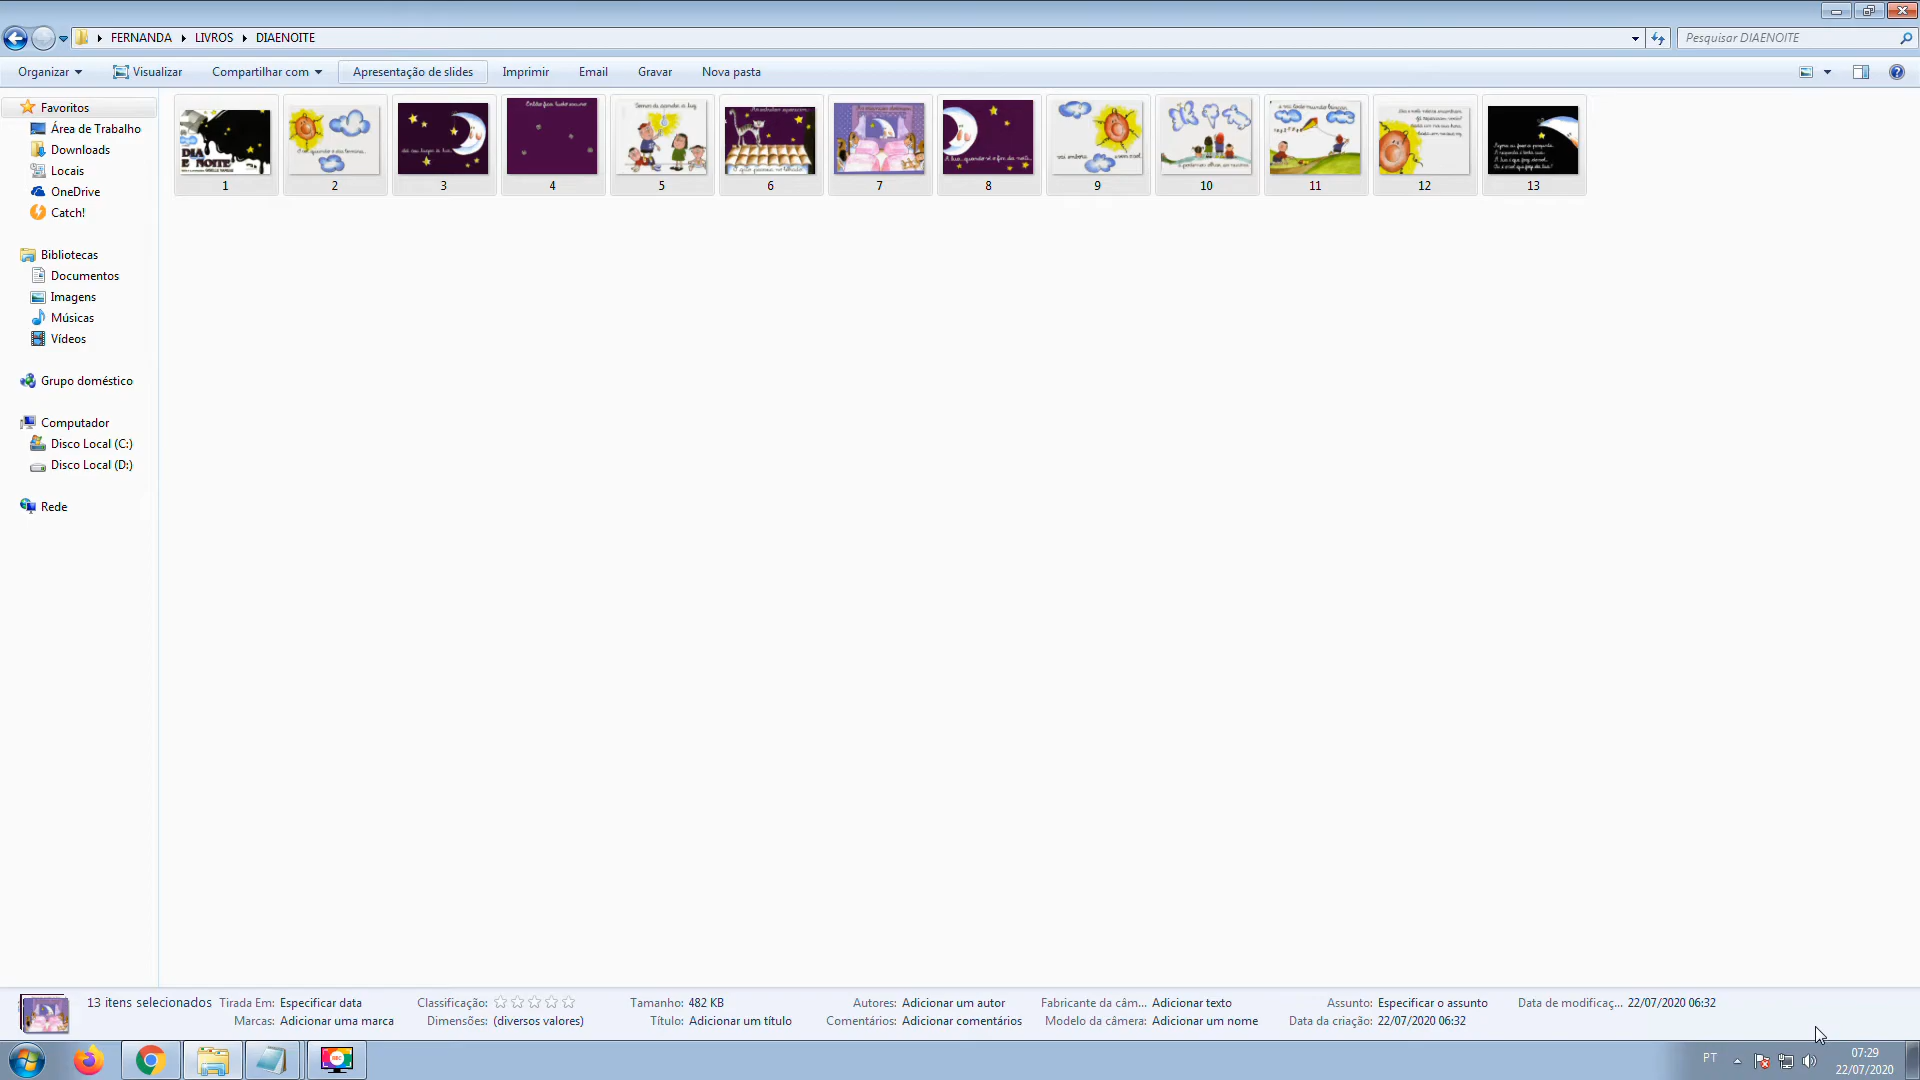 FERNANDA LIVROS DIAENOITE
Pesquisar DIAENOITE
Organizar Visualizar Compartilhar com Apresentação de slides Imprimir Email Gravar Nova pasta
Favoritos
Área de Trabalho
Downloads
Locais
OneDrive
Catch!
Bibliotecas
Documentos
Imagens
Músicas
Vídeos
Grupo doméstico
Computador
Disco Local (C:)
Disco Local (D:)
Rede
DIA
E NOITE
Então fica tudo escuro
1 2 3 4 5 6 7 8 9 10 11 12 13
13 itens selecionados Tirada Em: Especificar data Classificação: Tamanho: 482 KB Autores: Adicionar um autor Fabricante da câm... Adicionar texto Assunto: Especificar o assunto Data de modificaç... 22/07/2020 06:32
Marcas: Adicionar uma marca Dimensões: (diversos valores) Título: Adicionar um título Comentários: Adicionar comentários Modelo da câmera: Adicionar um nome Data da criação: 22/07/2020 06:32
REC
PT 07:29
22/07/2020